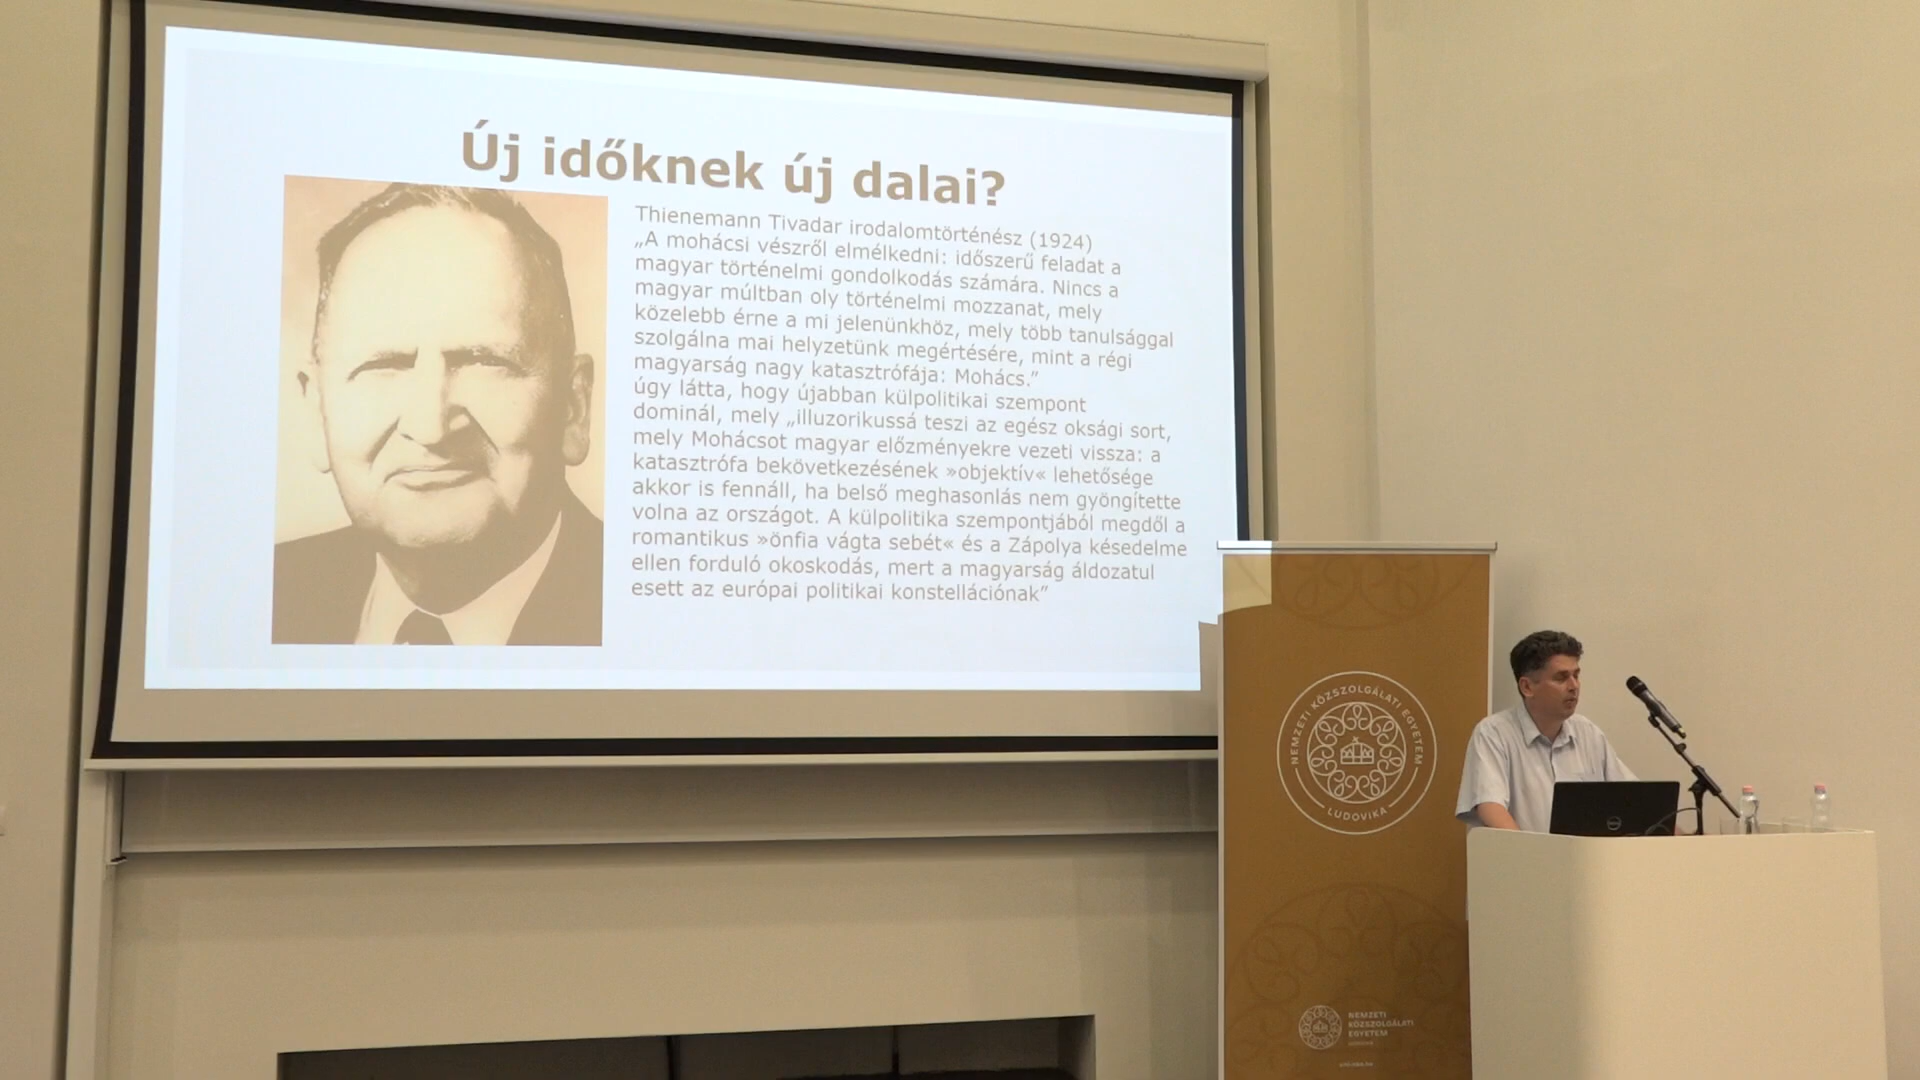 Új időknek új dalai?
Thienemann Tivadar irodalomtörténész (1924)
„A mohácsi vészről elmélkedni: időszerű feladat a
magyar történelmi gondolkodás számára. Nincs a
magyar múltban oly történelmi mozzanat, mely
közelebb érne a mi jelenünkhöz, mely több tanulsággal
szolgálna mai helyzetünk megértésére, mint a régi
magyarság nagy katasztrófája: Mohács.”
úgy látta, hogy újabban külpolitikai szempont
dominál, mely „illuzorikussá teszi az egész oksági sort,
mely Mohácsot magyar előzményekre vezeti vissza: a
katasztrófa bekövetkezésének »objektív« lehetősége
akkor is fennáll, ha belső meghasonlás nem gyöngítette
volna az országot. A külpolitika szempontjából megdől a
romantikus »önfia vágta sebét« és a Zápolya késedelme
ellen forduló okoskodás, mert a magyarság áldozatul
esett az európai politikai konstellációnak”
NEMZETI KÖZSZOLGÁLATI EGYETEM
LUDOVIKA
NEMZETI
KÖZSZOLGÁLATI
EGYETEM
DELL